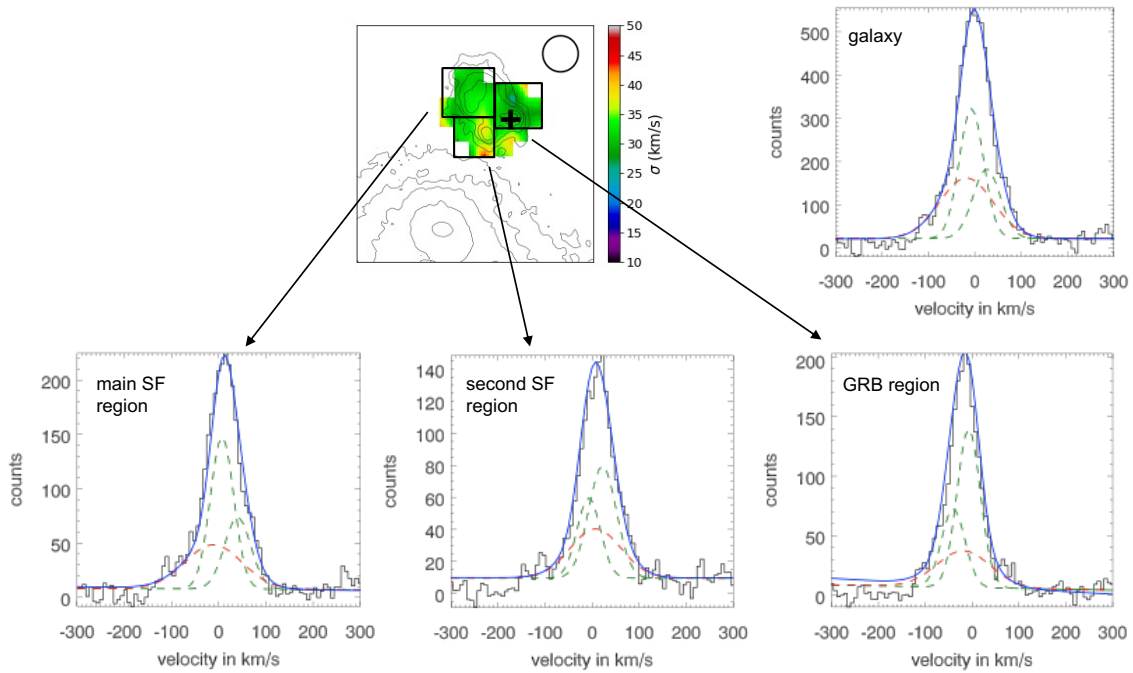 50
45
40
35
30
25
20
15
10
σ (km/s)
galaxy
500
400
300
200
100
0
counts
-300 -200 -100 0 100 200 300
velocity in km/s
main SF
region
200
150
100
50
0
counts
-300 -200 -100 0 100 200 300
velocity in km/s
second SF
region
140
120
100
80
60
40
20
0
counts
-300 -200 -100 0 100 200 300
velocity in km/s
GRB region
200
150
100
50
0
counts
-300 -200 -100 0 100 200 300
velocity in km/s